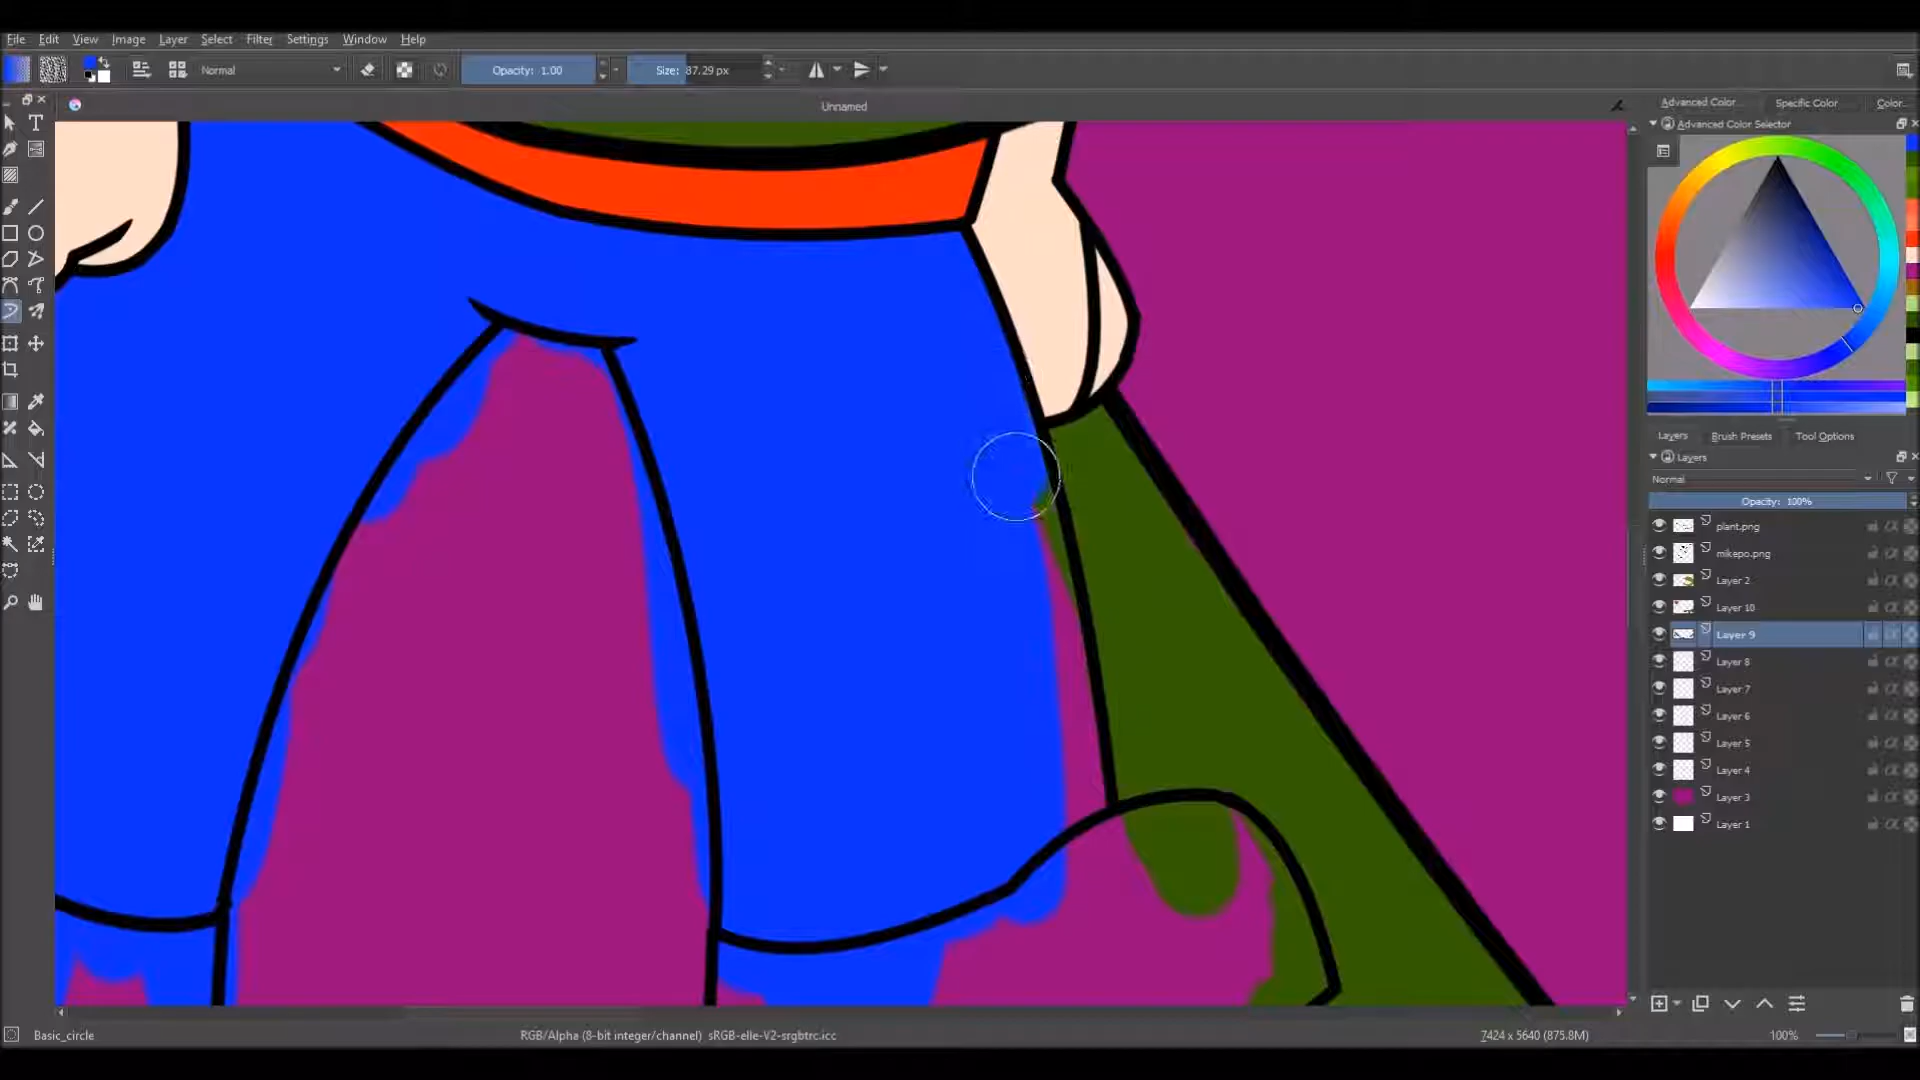 File Edit View Image Layer Select Filter Settings Window Help
Normal Opacity: 1.00 Size: 87.29 px
Unnamed
Advanced Color... Specific Color Color...
Advanced Color Selector
Layers Brush Presets Tool Options
Layers
Normal
Opacity: 100%
plant.png
mikepo.png
Layer 2
Layer 10
Layer 9
Layer 8
Layer 7
Layer 6
Layer 5
Layer 4
Layer 3
Layer 1
Basic_circle RGB/Alpha (8-bit integer/channel) sRGB-elle-V2-srgbtrc.icc 7424 x 5640 (875.8M) 100%